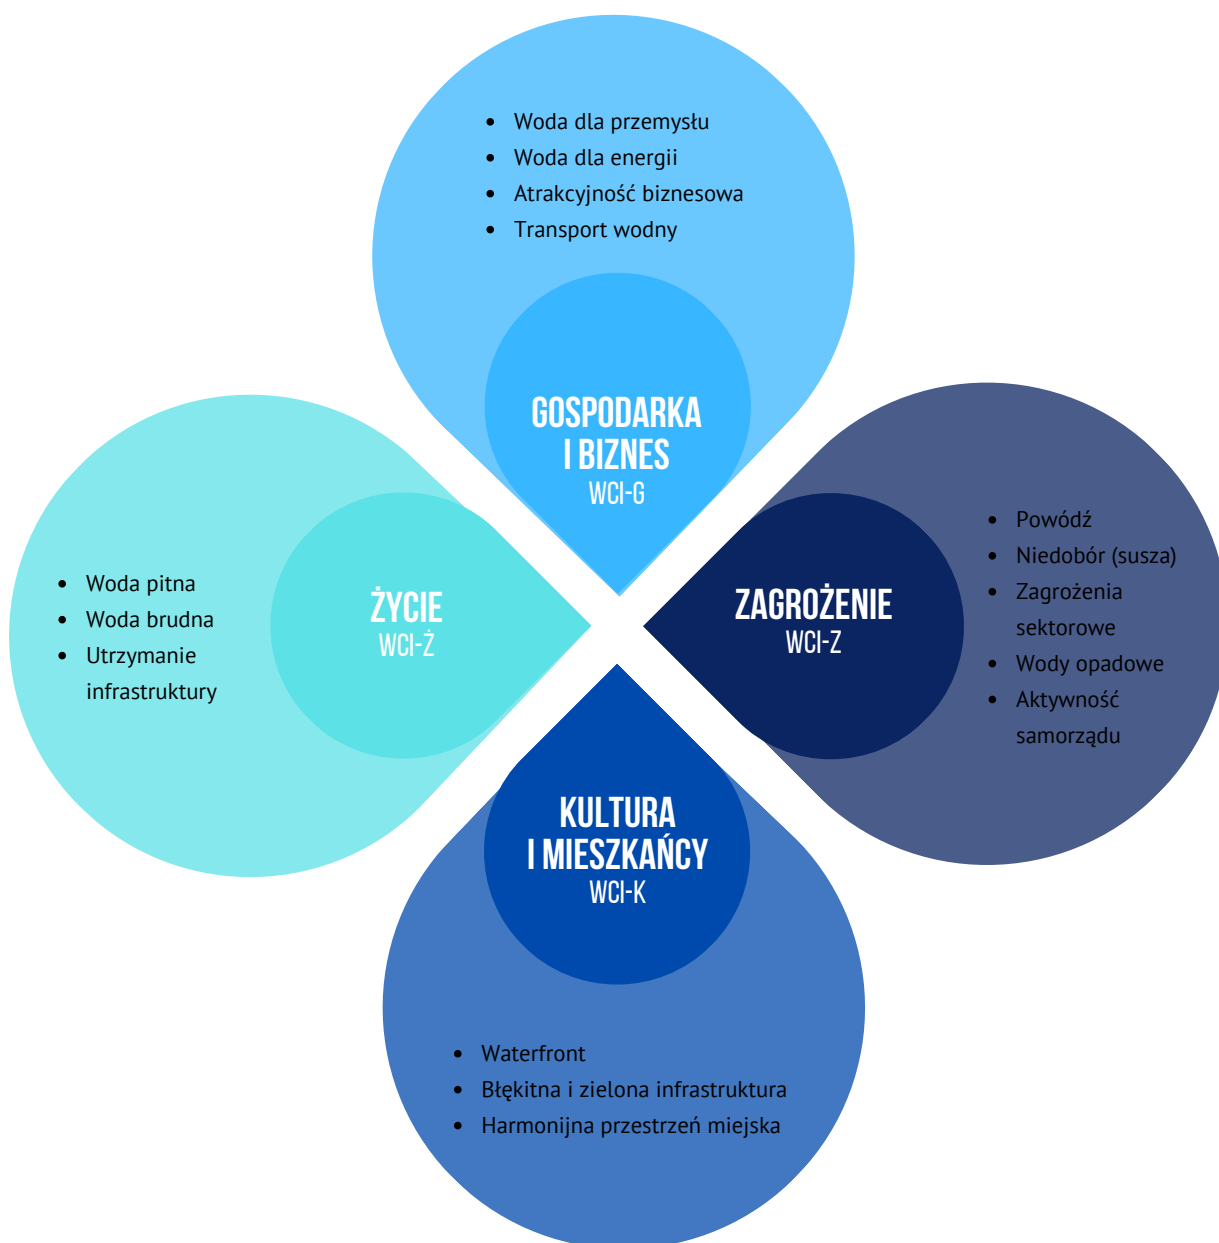 • Woda dla przemysłu
• Woda dla energii
• Atrakcyjność biznesowa
• Transport wodny
GOSPODARKA
I BIZNES
WCI-G
• Woda pitna
• Woda brudna
• Utrzymanie
infrastruktury
ŻYCIE
WCI-Ż
ZAGROŻENIE
WCI-Z
• Powódź
• Niedobór (susza)
• Zagrożenia
sektorowe
• Wody opadowe
• Aktywność
samorządu
KULTURA
I MIESZKAŃCY
WCI-K
• Waterfront
• Błękitna i zielona infrastruktura
• Harmonijna przestrzeń miejska